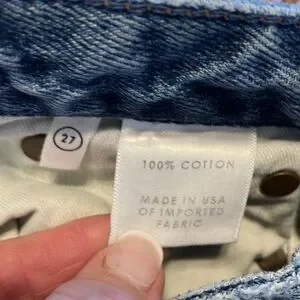 27
100% COTTON
MADE IN USA
OF IMPORTED
FABRIC